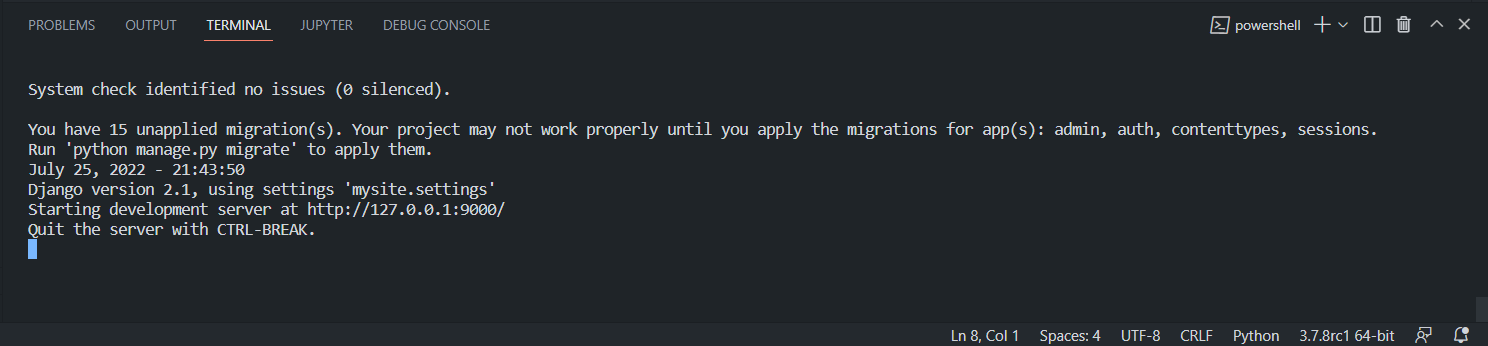 PROBLEMS OUTPUT TERMINAL JUPYTER DEBUG CONSOLE powershell
System check identified no issues (0 silenced).
You have 15 unapplied migration(s). Your project may not work properly until you apply the migrations for app(s): admin, auth, contenttypes, sessions.
Run 'python manage.py migrate' to apply them.
July 25, 2022 - 21:43:50
Django version 2.1, using settings 'mysite.settings'
Starting development server at http://127.0.0.1:9000/
Quit the server with CTRL-BREAK.
Ln 8, Col 1 Spaces: 4 UTF-8 CRLF Python 3.7.8rc1 64-bit